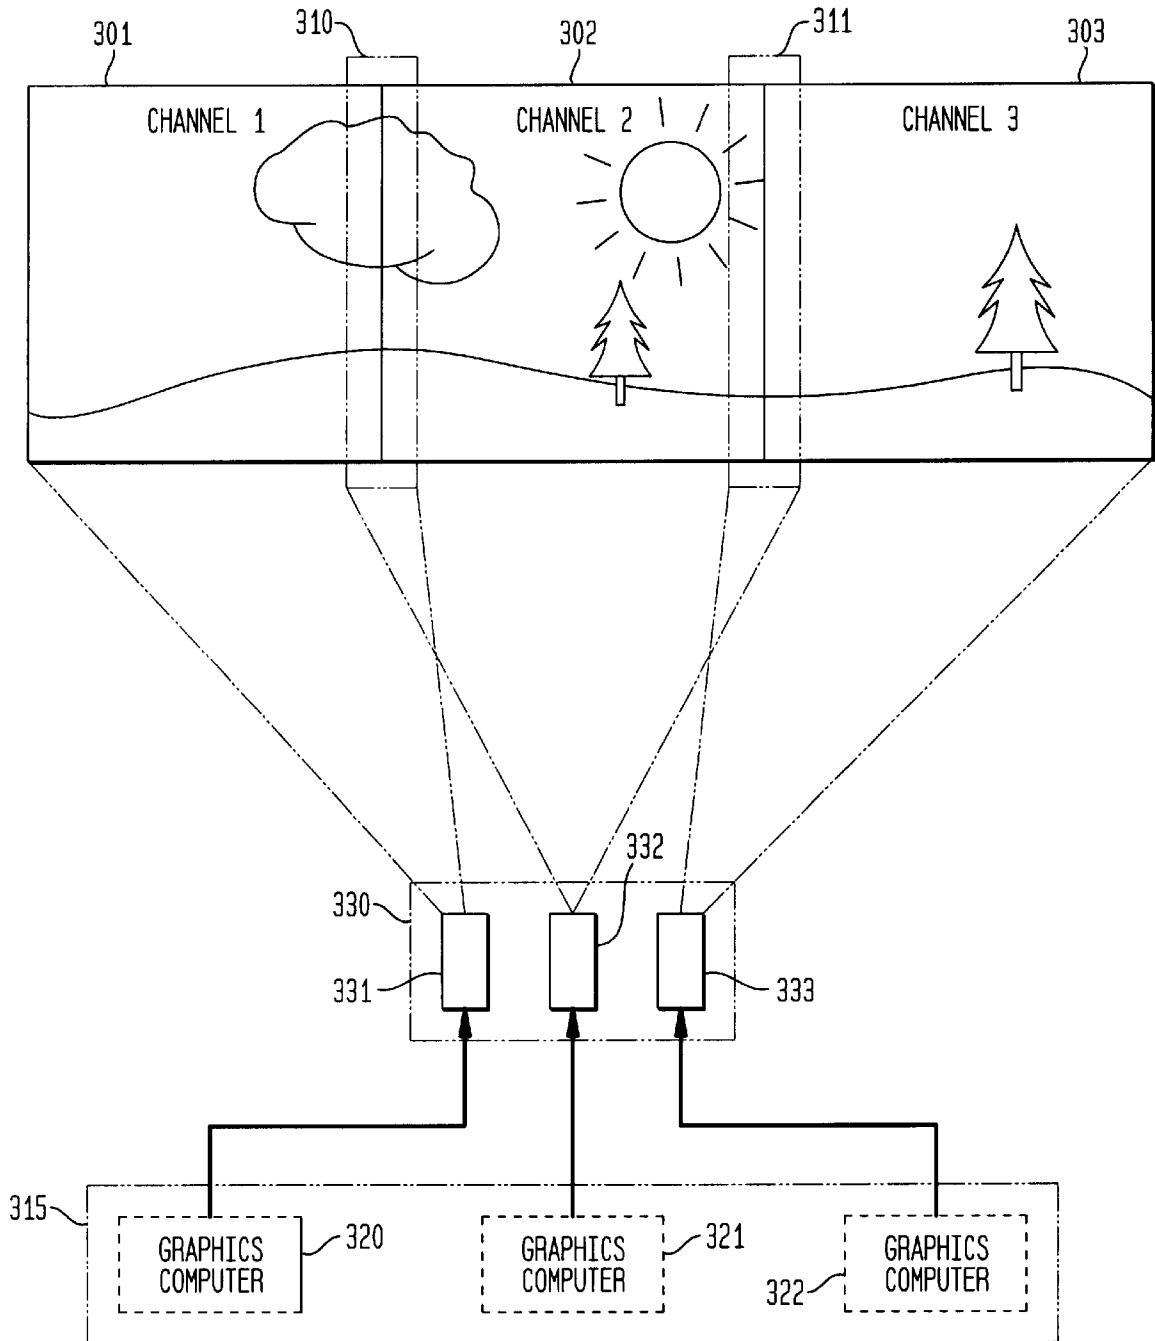 301
310
302
311
303
CHANNEL 1
CHANNEL 2
CHANNEL 3
332
330
331
333
315
GRAPHICS
COMPUTER
320
GRAPHICS
COMPUTER
321
322
GRAPHICS
COMPUTER